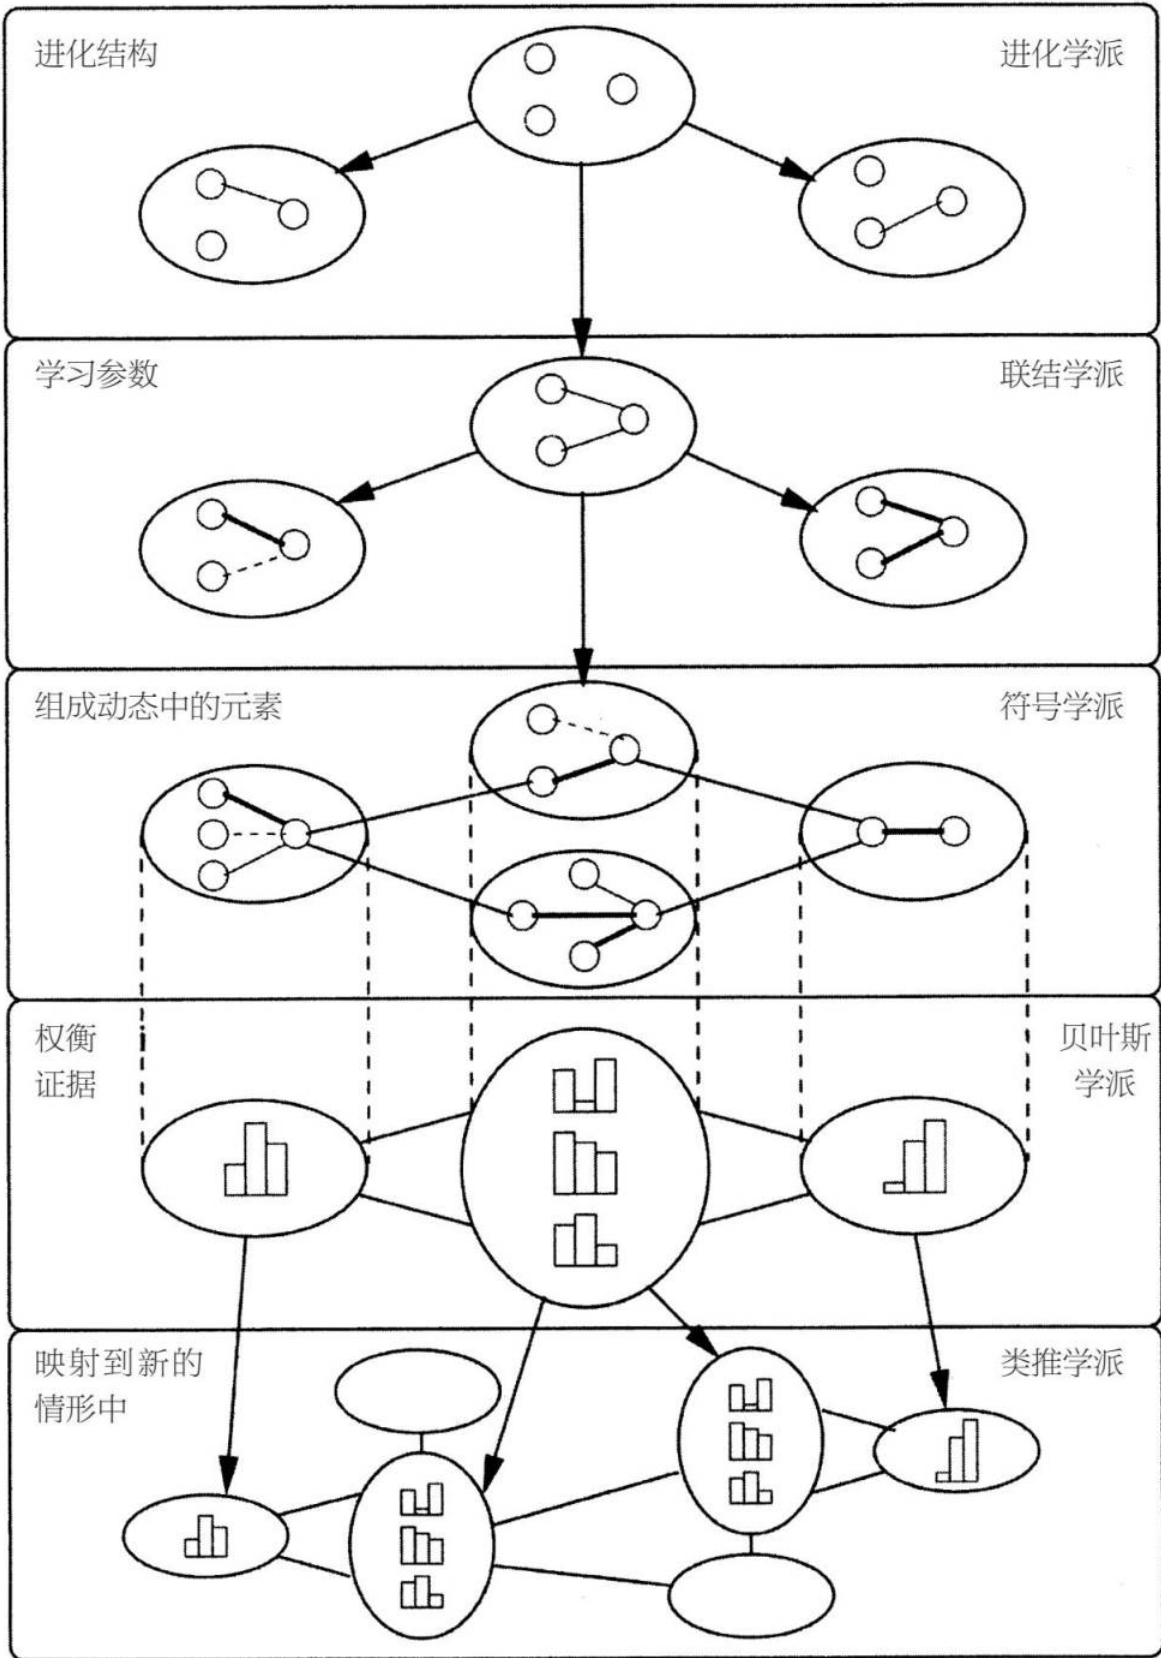 进化结构
进化学派
学习参数
联结学派
组成动态中的元素
符号学派
权衡
证据
贝叶斯
学派
映射到新的
情形中
类推学派